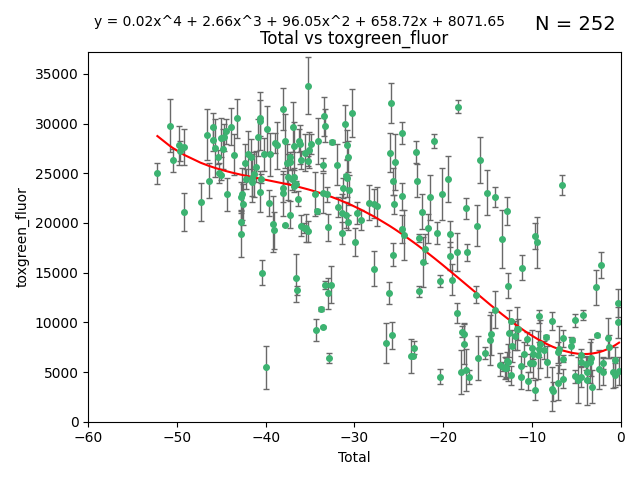 y = 0.02x^4 + 2.66x^3 + 96.05x^2 + 658.72x + 8071.65
N = 252
Total vs toxgreen_fluor
35000
30000
25000
20000
15000
10000
5000
0
toxgreen_fluor
−60 −50 −40 −30 −20 −10 0
Total